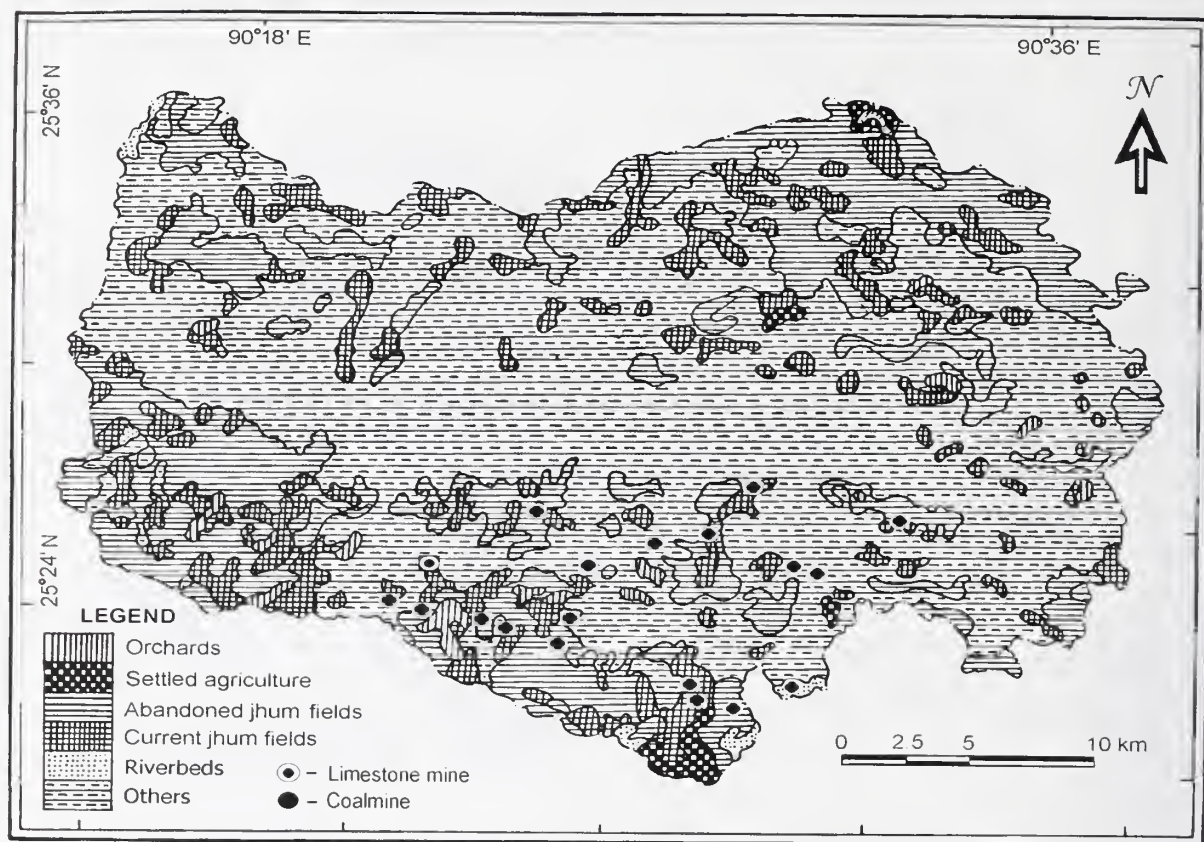 90°18' E
90°36' E
25°36' N
N
25°24' N
LEGEND
Orchards
Settled agriculture
Abandoned jhum fields
Current jhum fields
Riverbeds
Others
– Limestone mine
– Coalmine
0 2.5 5 10 km